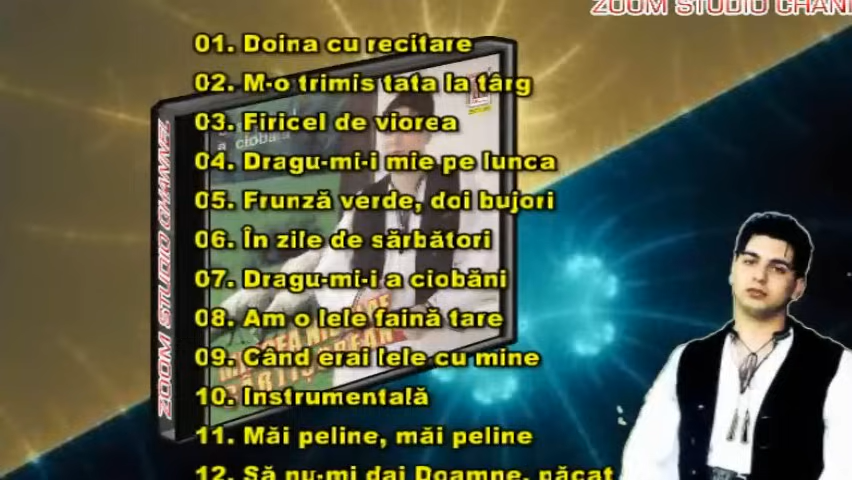 ZOOM STUDIO CHAN
01. Doina cu recitare
02. M-o trimis tata la târg
03. Firicel de viorea
a cioba
04. Dragu-mi-i mie pe lunca
05. Frunză verde, doi bujori
06. În zile de sărbători
07. Dragu-mi-i a ciobăni
08. Am o lele faină tare
09. Când erai lele cu mine
10. Instrumentală
11. Măi peline, măi peline
12. Să nu-mi dai Doamne, păcat
ZOOM STUDIO CHANNEL